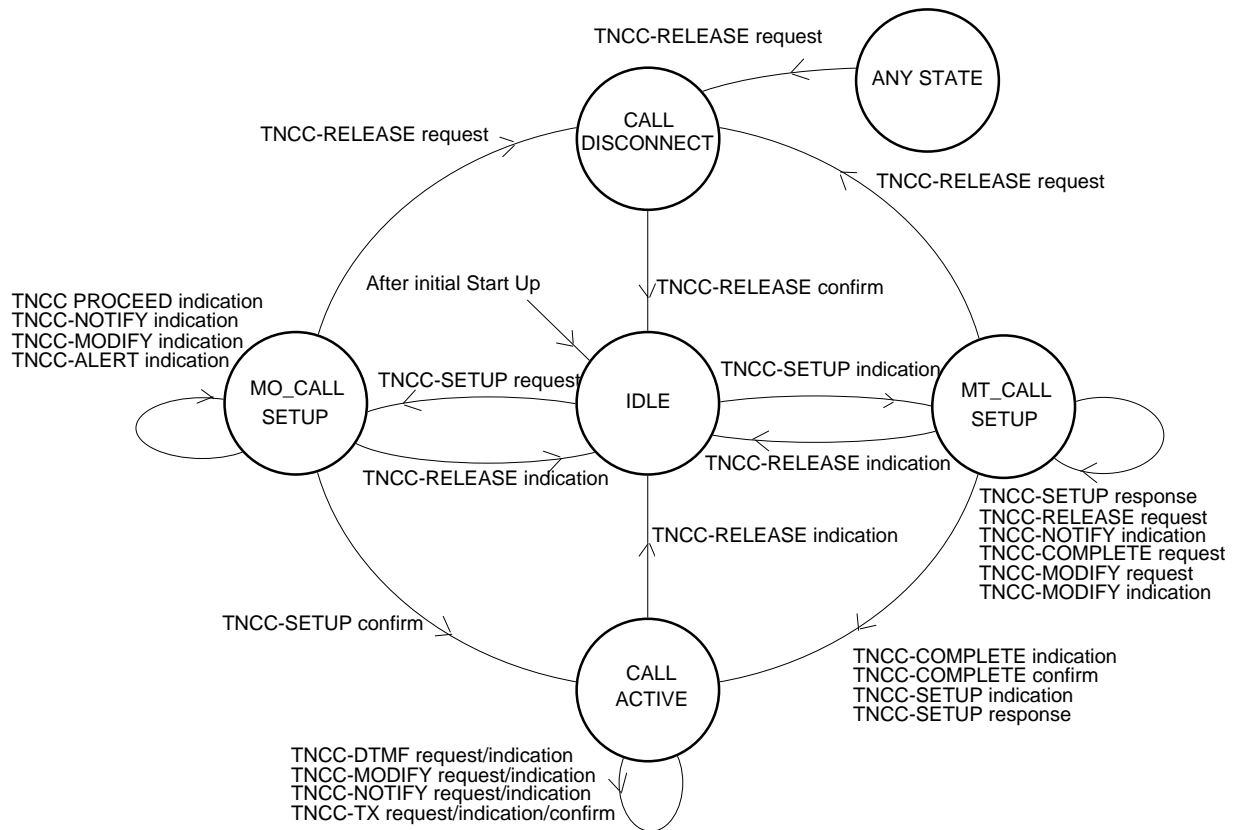 TNCC-RELEASE request
ANY STATE
CALL
DISCONNECT
TNCC-RELEASE request
TNCC-RELEASE request
After initial Start Up
TNCC-RELEASE confirm
TNCC PROCEED indication
TNCC-NOTIFY indication
TNCC-MODIFY indication
TNCC-ALERT indication
TNCC-SETUP request
TNCC-SETUP indication
MO_CALL
SETUP
IDLE
MT_CALL
SETUP
TNCC-RELEASE indication
TNCC-RELEASE indication
TNCC-SETUP response
TNCC-RELEASE request
TNCC-NOTIFY indication
TNCC-COMPLETE request
TNCC-MODIFY request
TNCC-MODIFY indication
TNCC-RELEASE indication
TNCC-SETUP confirm
TNCC-COMPLETE indication
TNCC-COMPLETE confirm
TNCC-SETUP indication
TNCC-SETUP response
CALL
ACTIVE
TNCC-DTMF request/indication
TNCC-MODIFY request/indication
TNCC-NOTIFY request/indication
TNCC-TX request/indication/confirm